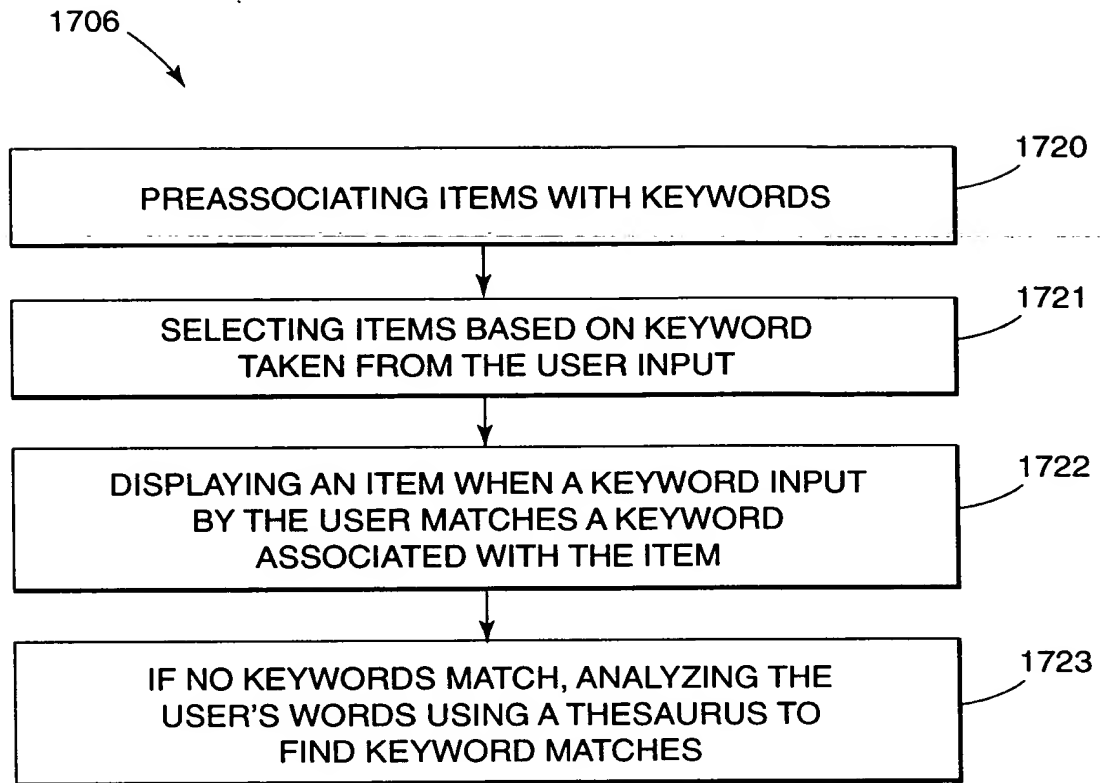 1706
1720
PREASSOCIATING ITEMS WITH KEYWORDS
1721
SELECTING ITEMS BASED ON KEYWORD
TAKEN FROM THE USER INPUT
1722
DISPLAYING AN ITEM WHEN A KEYWORD INPUT
BY THE USER MATCHES A KEYWORD
ASSOCIATED WITH THE ITEM
1723
IF NO KEYWORDS MATCH, ANALYZING THE
USER'S WORDS USING A THESAURUS TO
FIND KEYWORD MATCHES